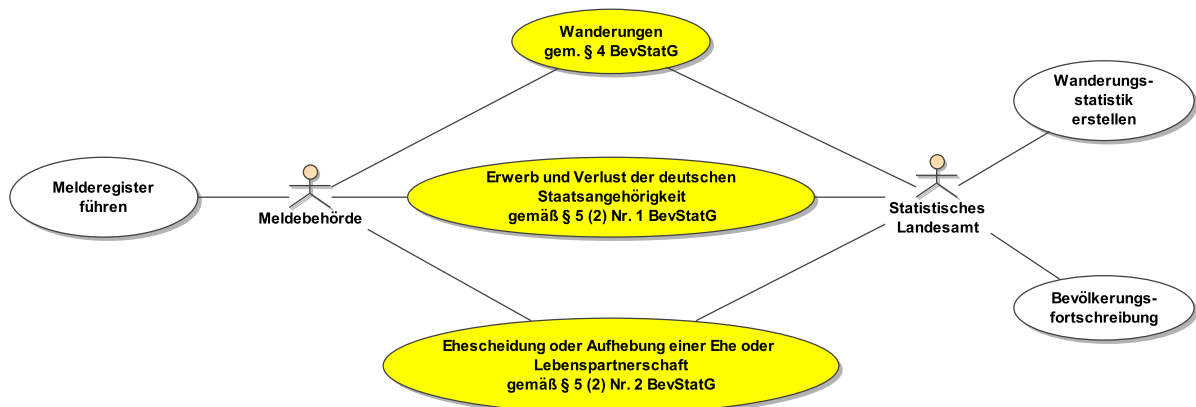 Wanderungen
gem. § 4 BevStatG
Wanderungs-
statistik
erstellen
Melderegister
führen
Meldebehörde
Erwerb und Verlust der deutschen
Staatsangehörigkeit
gemäß § 5 (2) Nr. 1 BevStatG
Statistisches
Landesamt
Bevölkerungs-
fortschreibung
Ehescheidung oder Aufhebung einer Ehe oder
Lebenspartnerschaft
gemäß § 5 (2) Nr. 2 BevStatG